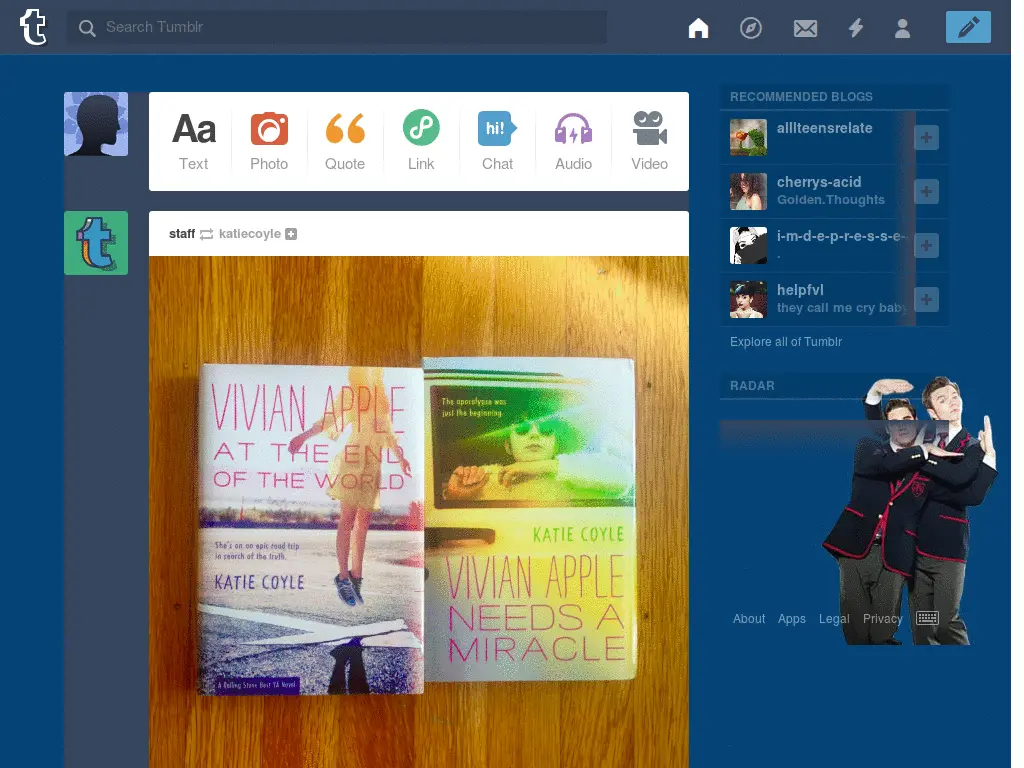 Search Tumblr
Aa
Text
Photo
Quote
Link
hi!
Chat
Audio
Video
staff katiecoyle
VIVIAN APPLE
AT THE END
OF THE WORLD
She's on an epic road trip
in search of the truth.
KATIE COYLE
A Rolling Stone Best YA Novel
The apocalypse was
just the beginning.
KATIE COYLE
VIVIAN APPLE
NEEDS A
MIRACLE
RECOMMENDED BLOGS
alllteensrelate
cherrys-acid
Golden.Thoughts
i-m-d-e-p-r-e-s-s-e-
.
helpfvl
they call me cry baby
Explore all of Tumblr
RADAR
About Apps Legal Privacy